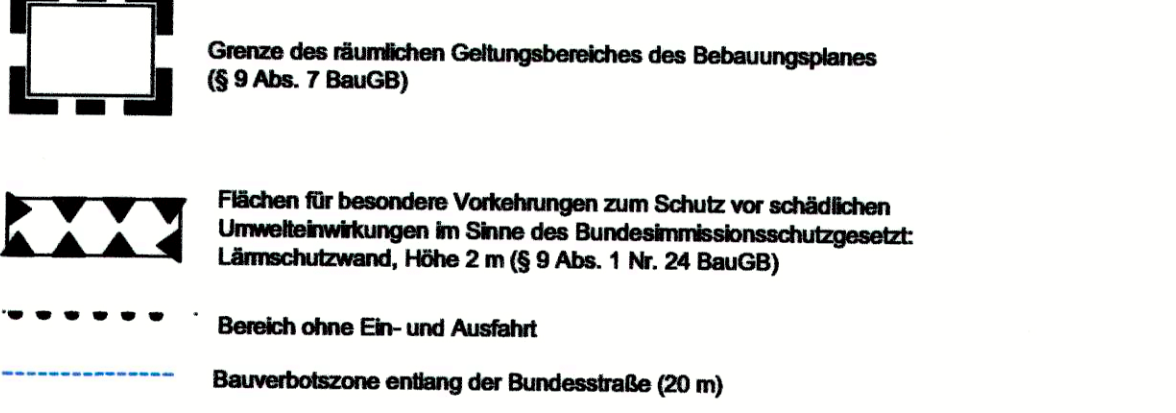 Grenze des räumlichen Geltungsbereiches des Bebauungsplanes
(§ 9 Abs. 7 BauGB)
Flächen für besondere Vorkehrungen zum Schutz vor schädlichen
Umwelteinwirkungen im Sinne des Bundesimmissionsschutzgesetzt:
Lärmschutzwand, Höhe 2 m (§ 9 Abs. 1 Nr. 24 BauGB)
Bereich ohne Ein- und Ausfahrt
Bauverbotszone entlang der Bundesstraße (20 m)